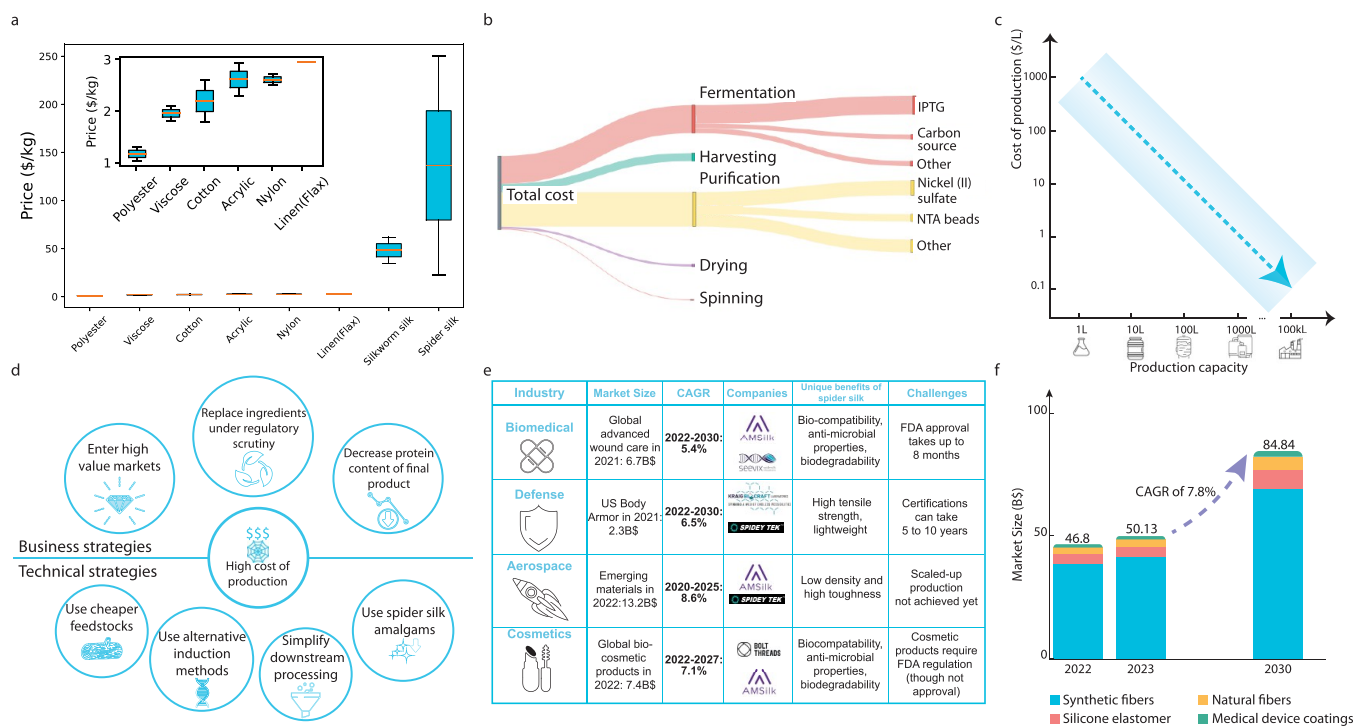 a
Price ($/kg)
250
200
150
100
50
0
Price ($/kg)
3
2
1
Polyester
Viscose
Cotton
Acrylic
Nylon
Linen(Flax)
Polyester
Viscose
Cotton
Acrylic
Nylon
Linen(Flax)
Silkworm silk
Spider silk
b
Total cost
Fermentation
Harvesting
Purification
Drying
Spinning
IPTG
Carbon
source
Other
Nickel (II)
sulfate
NTA beads
Other
c
Cost of production ($/L)
1000
100
10
1
0.1
1L
10L
100L
1000L
...
100kL
Production capacity
d
Enter high
value markets
Replace ingredients
under regulatory
scrutiny
Decrease protein
content of final
product
$$$
High cost of
production
Business strategies
Technical strategies
Use cheaper
feedstocks
Use alternative
induction
methods
Simplify
downstream
processing
Use spider silk
amalgams
e
Industry
Market Size
CAGR
Companies
Unique benefits of
spider silk
Challenges
Biomedical
Global
advanced
wound care in
2021: 6.7B$
2022-2030:
5.4%
AMSilk
seevix
Bio-compatibility,
anti-microbial
properties,
biodegradability
FDA approval
takes up to
8 months
Defense
US Body
Armor in 2021:
2.3B$
2022-2030:
6.5%
KRAIG BIOCRAFT
SPIDEY TEK
High tensile
strength,
lightweight
Certifications
can take
5 to 10 years
Aerospace
Emerging
materials in
2022:13.2B$
2020-2025:
8.6%
AMSilk
SPIDEY TEK
Low density and
high toughness
Scaled-up
production
not achieved yet
Cosmetics
Global bio-
cosmetic
products in
2022: 7.4B$
2022-2027:
7.1%
BOLT
THREADS
AMSilk
Biocompatability,
anti-microbial
properties,
biodegradability
Cosmetic
products require
FDA regulation
(though not
approval)
f
Market Size (B$)
100
50
0
46.8
50.13
84.84
CAGR of 7.8%
2022
2023
2030
Synthetic fibers
Natural fibers
Silicone elastomer
Medical device coatings